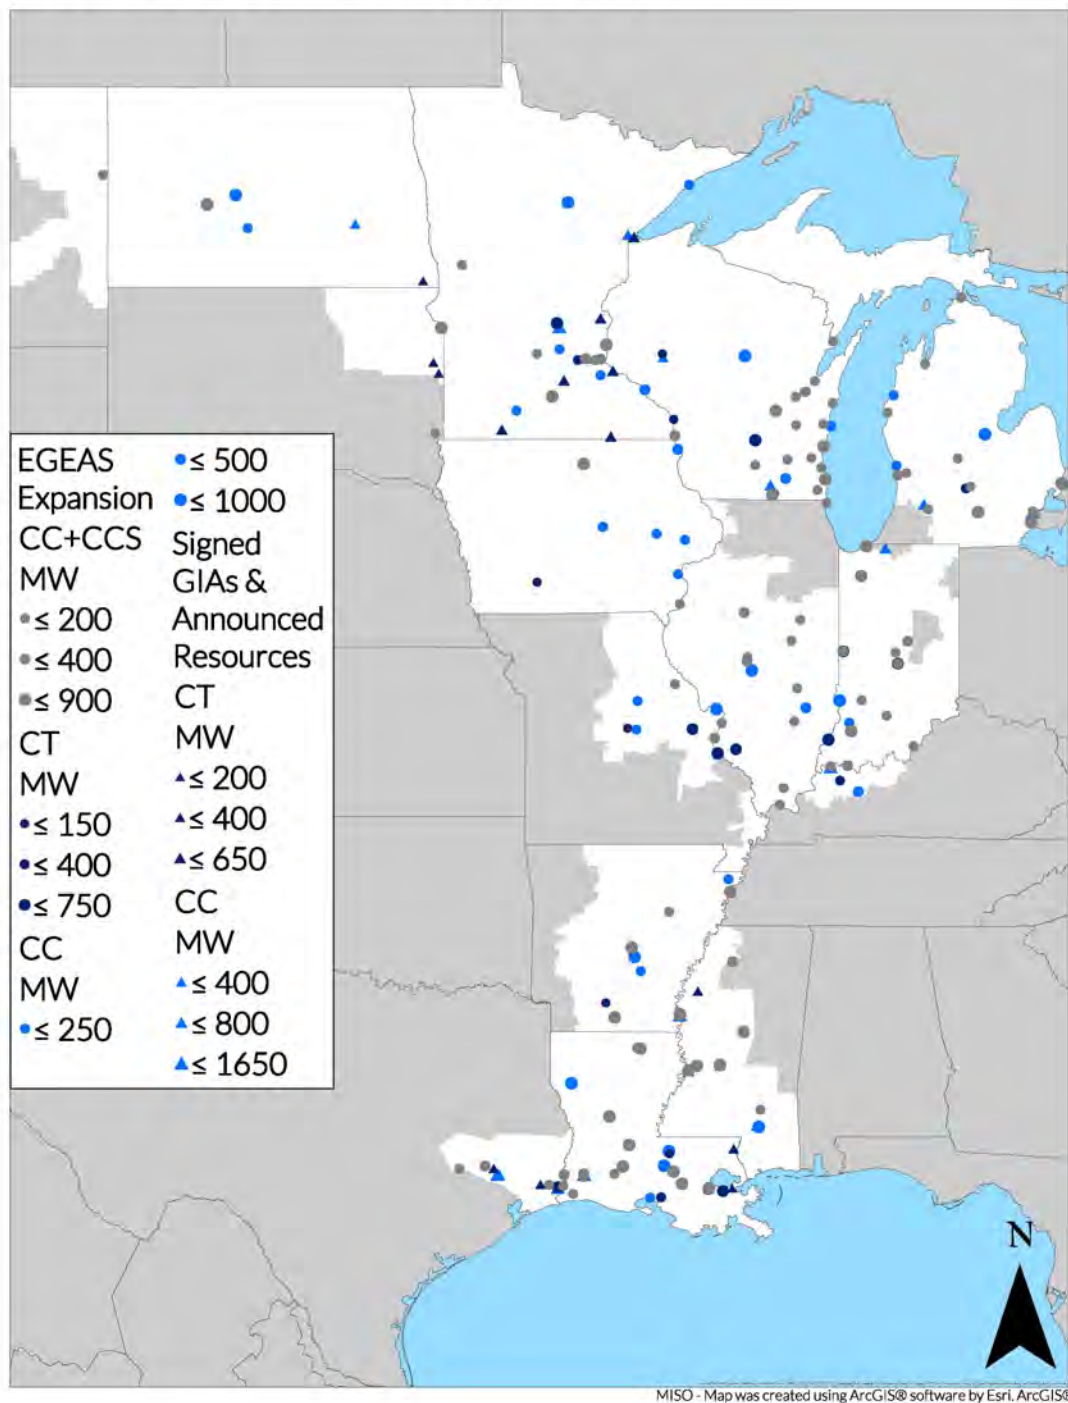 EGEAS
Expansion
CC+CCS
MW
≤ 200
≤ 400
≤ 900
CT
MW
≤ 150
≤ 400
≤ 750
CC
MW
≤ 250
≤ 500
≤ 1000
Signed
GIAs &
Announced
Resources
CT
MW
≤ 200
≤ 400
≤ 650
CC
MW
≤ 400
≤ 800
≤ 1650
N
MISO - Map was created using ArcGIS® software by Esri. ArcGIS®